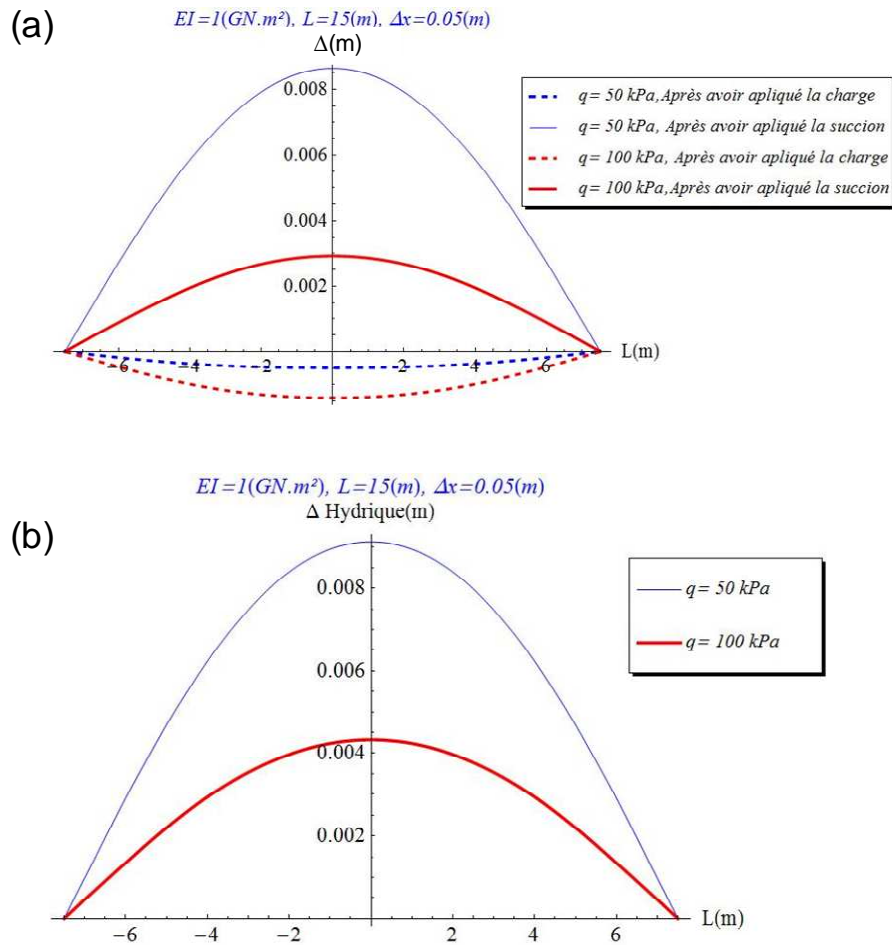 (a)
EI=1(GN.m²), L=15(m), Δx=0.05(m)
Δ(m)
0.008
0.006
0.004
0.002
-6
-4
-2
2
4
6
L(m)
q= 50 kPa,Après avoir apliqué la charge
q= 50 kPa, Après avoir apliqué la succion
q= 100 kPa, Après avoir apliqué la charge
q= 100 kPa,Après avoir apliqué la succion
(b)
EI=1(GN.m²), L=15(m), Δx=0.05(m)
Δ Hydrique(m)
0.008
0.006
0.004
0.002
−6
−4
−2
2
4
6
L(m)
q= 50 kPa
q= 100 kPa